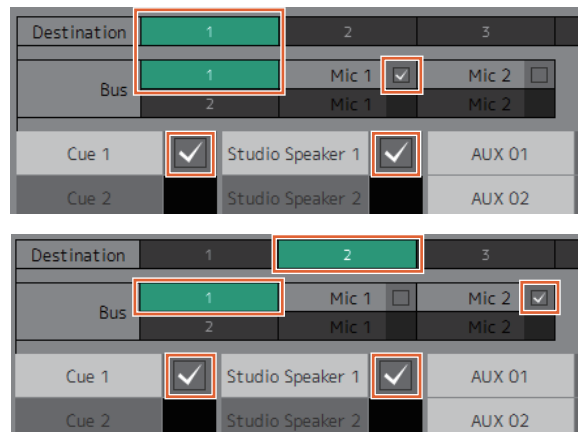 Destination 1 2 3
Bus 1 Mic 1 Mic 2
2 Mic 1 Mic 2
Cue 1 Studio Speaker 1 AUX 01
Cue 2 Studio Speaker 2 AUX 02
Destination 1 2 3
Bus 1 Mic 1 Mic 2
2 Mic 1 Mic 2
Cue 1 Studio Speaker 1 AUX 01
Cue 2 Studio Speaker 2 AUX 02